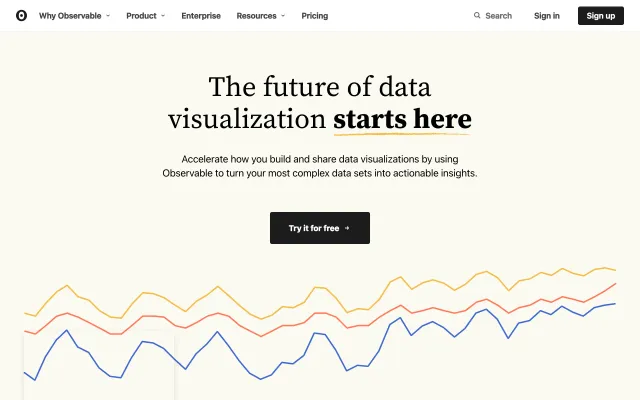 Why Observable
Product
Enterprise
Resources
Pricing
Search
Sign in
Sign up
The future of data
visualization starts here
Accelerate how you build and share data visualizations by using
Observable to turn your most complex data sets into actionable insights.
Try it for free →